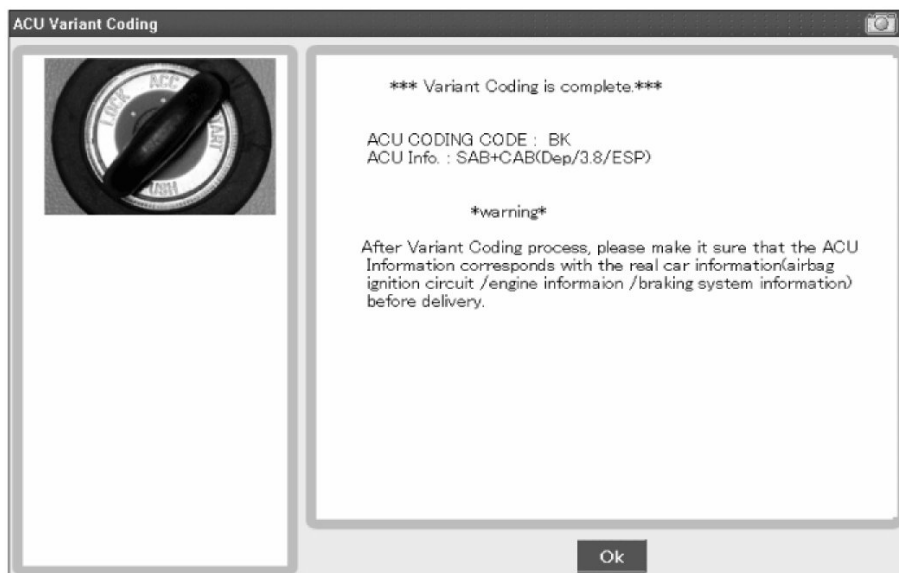 ACU Variant Coding
LOCK
ACC
START
PUSH
*** Variant Coding is complete.***
ACU CODING CODE : BK
ACU Info. : SAB+CAB(Dep/3.8/ESP)
*warning*
After Variant Coding process, please make it sure that the ACU
Information corresponds with the real car information(airbag
ignition circuit /engine informaion /braking system information)
before delivery.
Ok